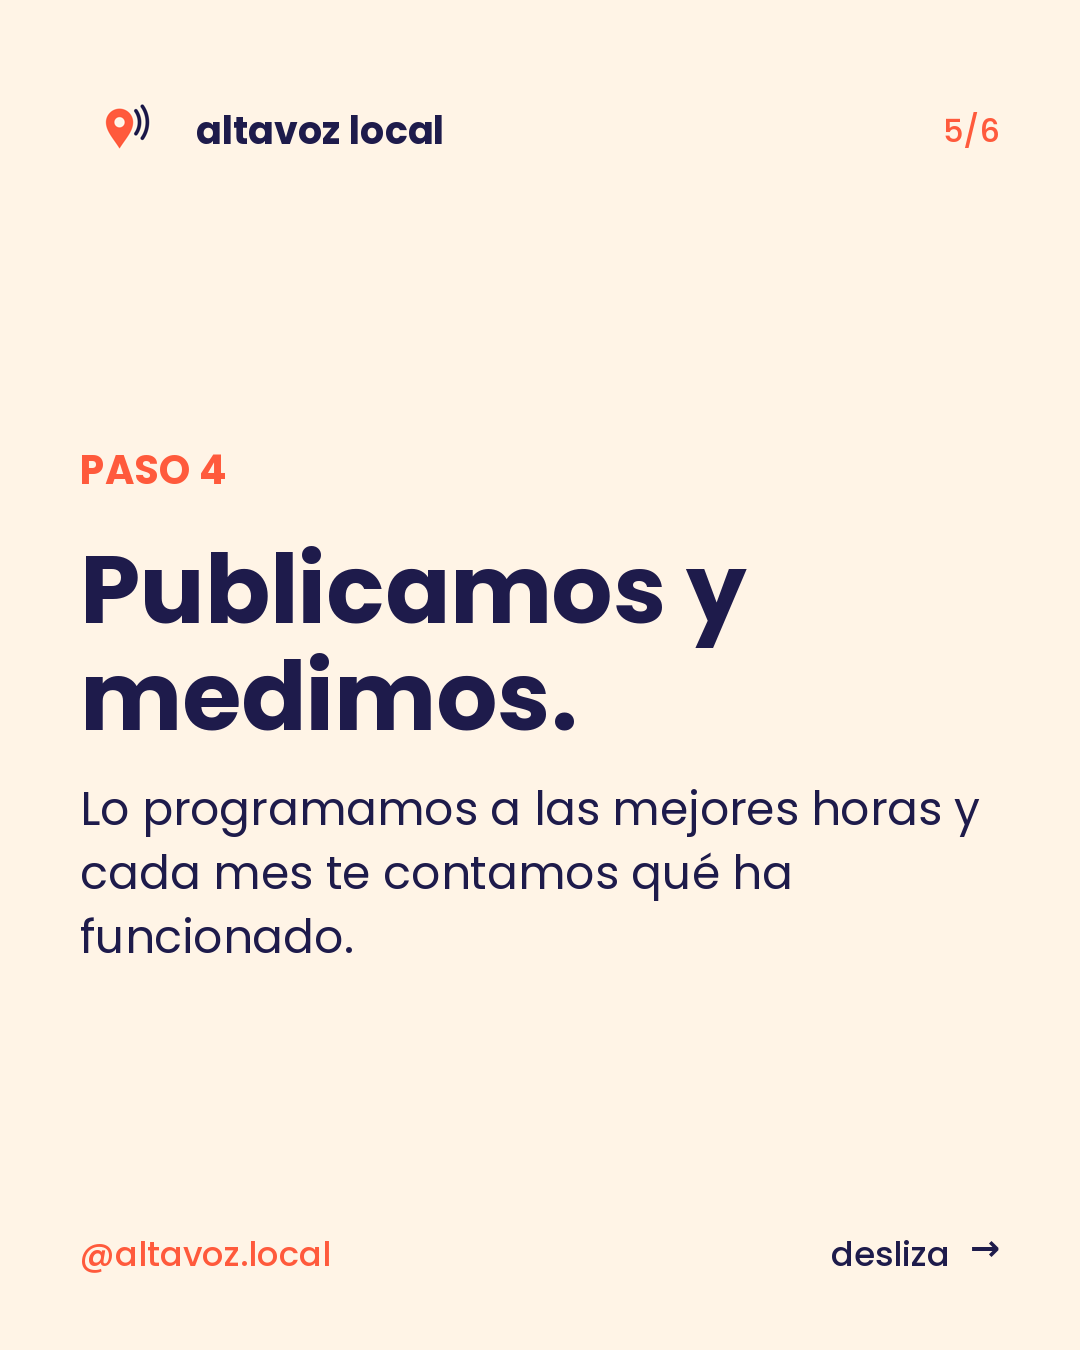 altavoz local
5/6
PASO 4
Publicamos y
medimos.
Lo programamos a las mejores horas y
cada mes te contamos qué ha
funcionado.
@altavoz.local
desliza →